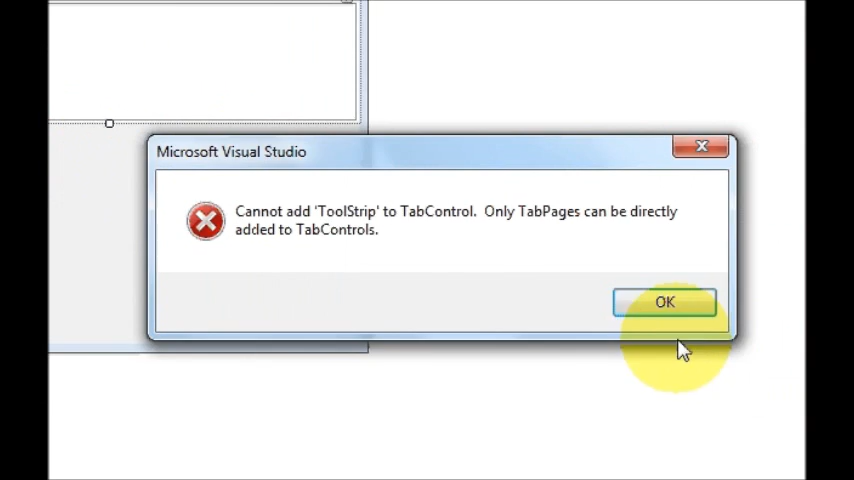 Microsoft Visual Studio
Cannot add 'ToolStrip' to TabControl.  Only TabPages can be directly
added to TabControls.
OK